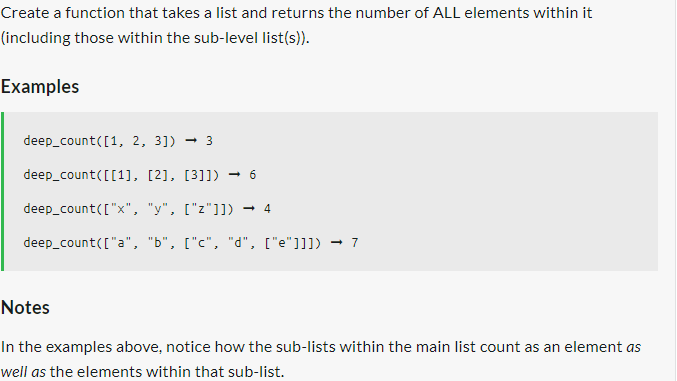 Create a function that takes a list and returns the number of ALL elements within it
(including those within the sub-level list(s)).
Examples
deep_count([1, 2, 3]) ➞ 3
deep_count([[1], [2], [3]]) ➞ 6
deep_count(["x", "y", ["z"]]) ➞ 4
deep_count(["a", "b", ["c", "d", ["e"]]]) ➞ 7
Notes
In the examples above, notice how the sub-lists within the main list count as an element as
well as the elements within that sub-list.